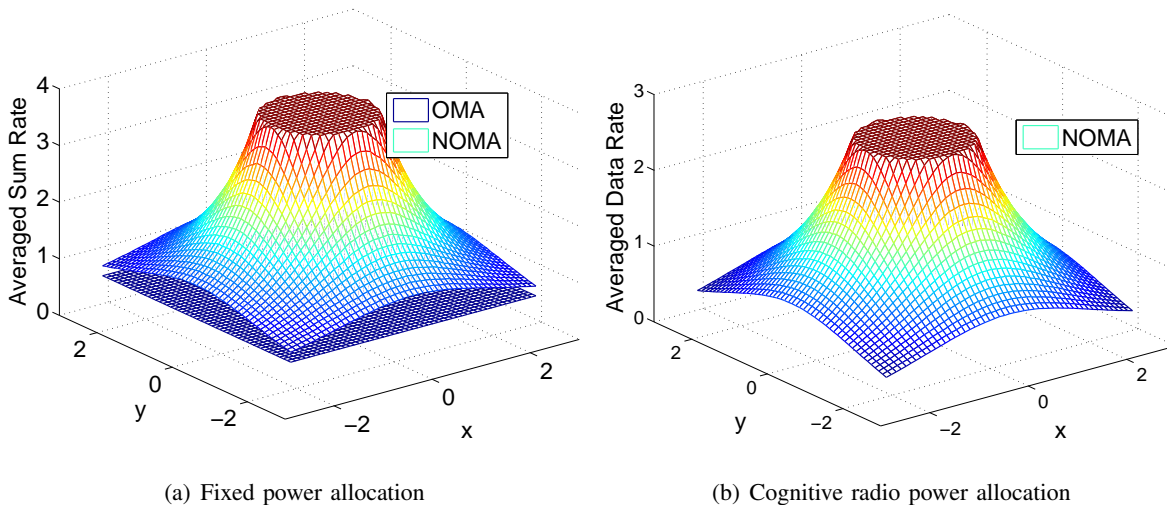 Averaged Sum Rate
4
3
2
1
0
OMA
NOMA
2
0
−2
y
−2
0
2
x
(a) Fixed power allocation
Averaged Data Rate
3
2
1
0
NOMA
2
0
−2
y
−2
0
2
x
(b) Cognitive radio power allocation